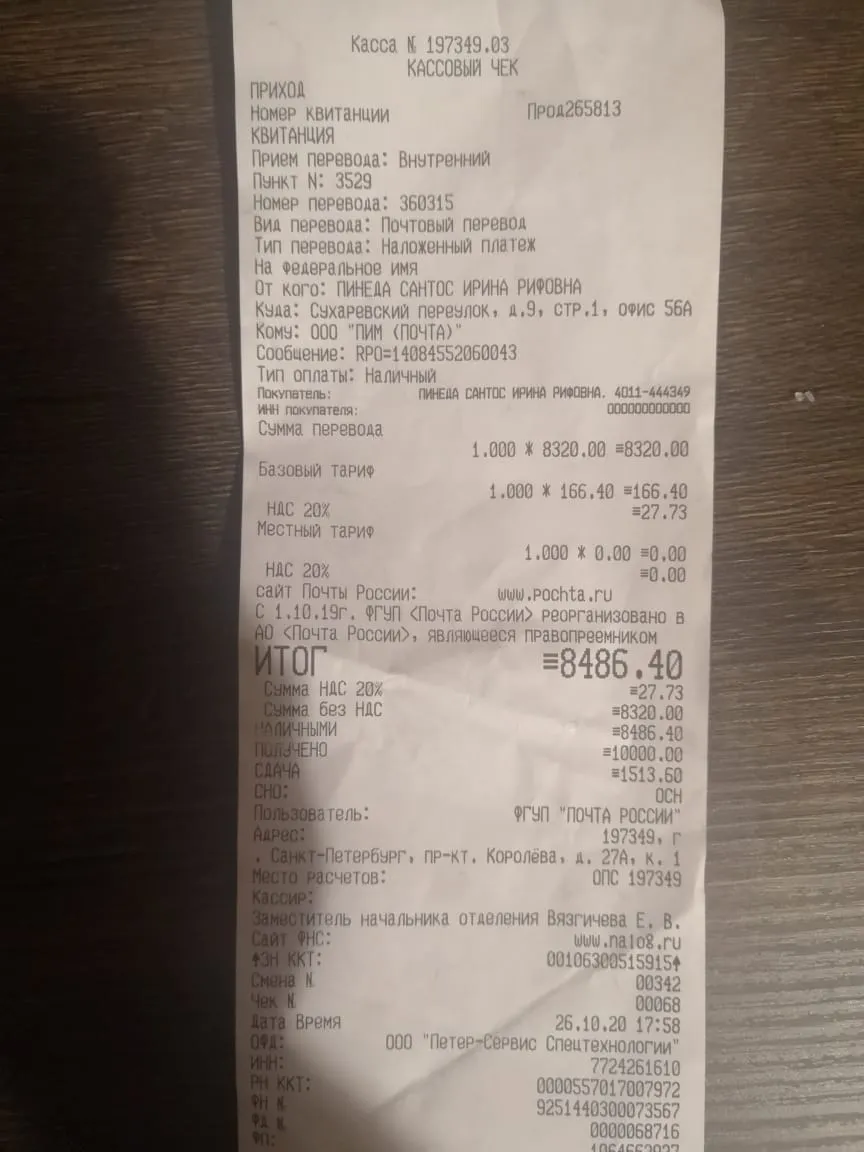 Касса № 197349.03
КАССОВЫЙ ЧЕК
ПРИХОД
Номер квитанции Прод265813
КВИТАНЦИЯ
Прием перевода: Внутренний
Пункт N: 3529
Номер перевода: 360315
Вид перевода: Почтовый перевод
Тип перевода: Наложенный платеж
На федеральное имя
От кого: ПИНЕДА САНТОС ИРИНА РИФОВНА
Куда: Сухаревский переулок, д.9, стр.1, офис 56А
Кому: ООО "ПИМ (ПОЧТА)"
Сообщение: RPO=14084552060043
Тип оплаты: Наличный
Покупатель: ПИНЕДА САНТОС ИРИНА РИФОВНА. 4011-444349
ИНН покупателя: 000000000000
Сумма перевода
1.000 * 8320.00 ≡8320.00
Базовый тариф
1.000 * 166.40 ≡166.40
НДС 20% ≡27.73
Местный тариф
1.000 * 0.00 ≡0.00
НДС 20% ≡0.00
сайт Почты России: www.pochta.ru
С 1.10.19г. ФГУП <Почта России> реорганизовано в
АО <Почта России>, являющееся правопреемником
ИТОГ ≡8486.40
Сумма НДС 20% ≡27.73
Сумма без НДС ≡8320.00
НАЛИЧНЫМИ ≡8486.40
ПОЛУЧЕНО ≡10000.00
СДАЧА ≡1513.60
СНО: ОСН
Пользователь: ФГУП "ПОЧТА РОССИИ"
Адрес: 197349, г
. Санкт-Петербург, пр-кт. Королёва, д. 27А, к. 1
Место расчетов: ОПС 197349
Кассир:
Заместитель начальника отделения Вязгичева Е. В.
Сайт ФНС: www.nalog.ru
ЗН ККТ: 00106300515915
Смена № 00342
Чек № 00068
Дата Время 26.10.20 17:58
ОФД: ООО "Петер-Сервис Спецтехнологии"
ИНН: 7724261610
РН ККТ: 0000557017007972
ФН № 9251440300073567
ФД № 0000068716
ФП: